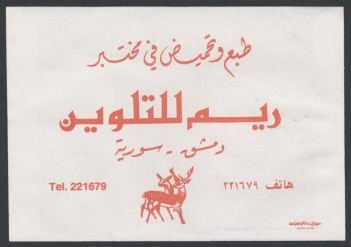 طبع وتحميض في مختبر
ريم للتلوين
دمشق - سورية
هاتف ٢٢١٦٧٩
Tel. 221679